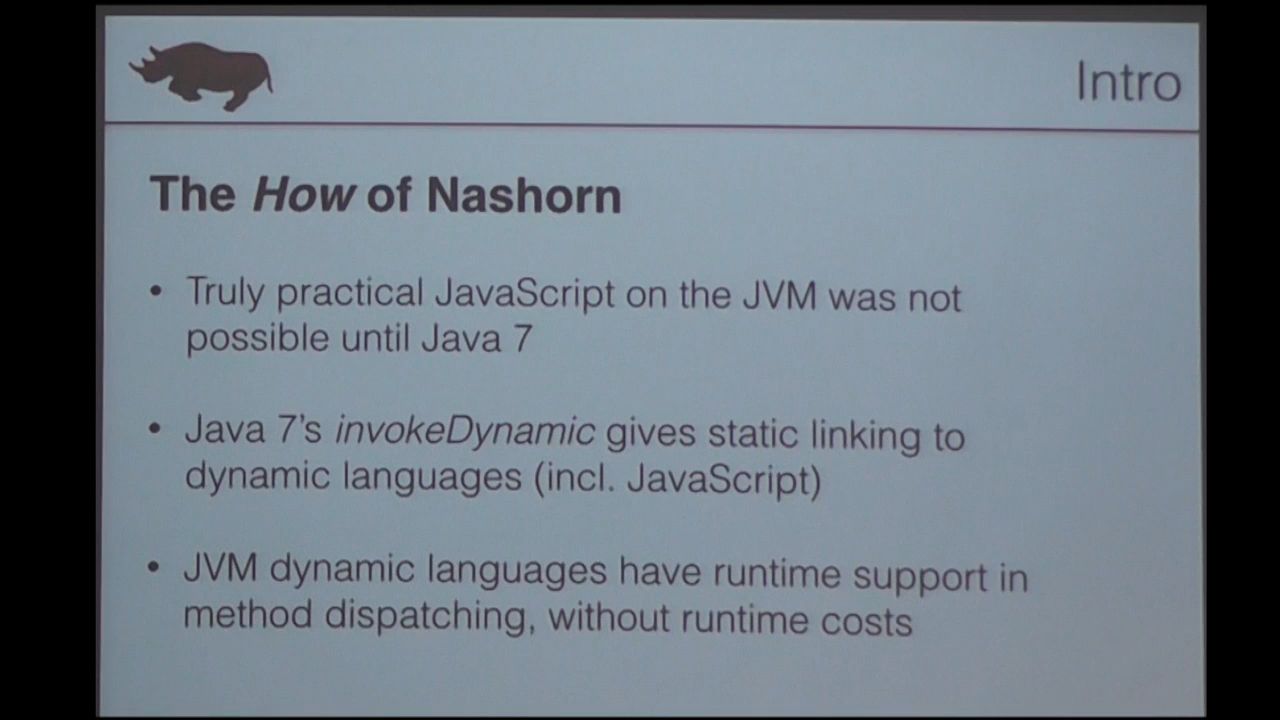 Intro
The How of Nashorn
• Truly practical JavaScript on the JVM was not
possible until Java 7
• Java 7's invokeDynamic gives static linking to
dynamic languages (incl. JavaScript)
• JVM dynamic languages have runtime support in
method dispatching, without runtime costs